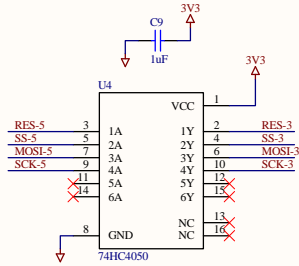 3V3
C9
1uF
3V3
U4
VCC 1
RES-5 3 1A 1Y 2 RES-3
SS-5 5 2A 2Y 4 SS-3
MOSI-5 7 3A 3Y 6 MOSI-3
SCK-5 9 4A 4Y 10 SCK-3
11 5A 5Y 12
14 6A 6Y 15
NC 13
8 GND NC 16
74HC4050